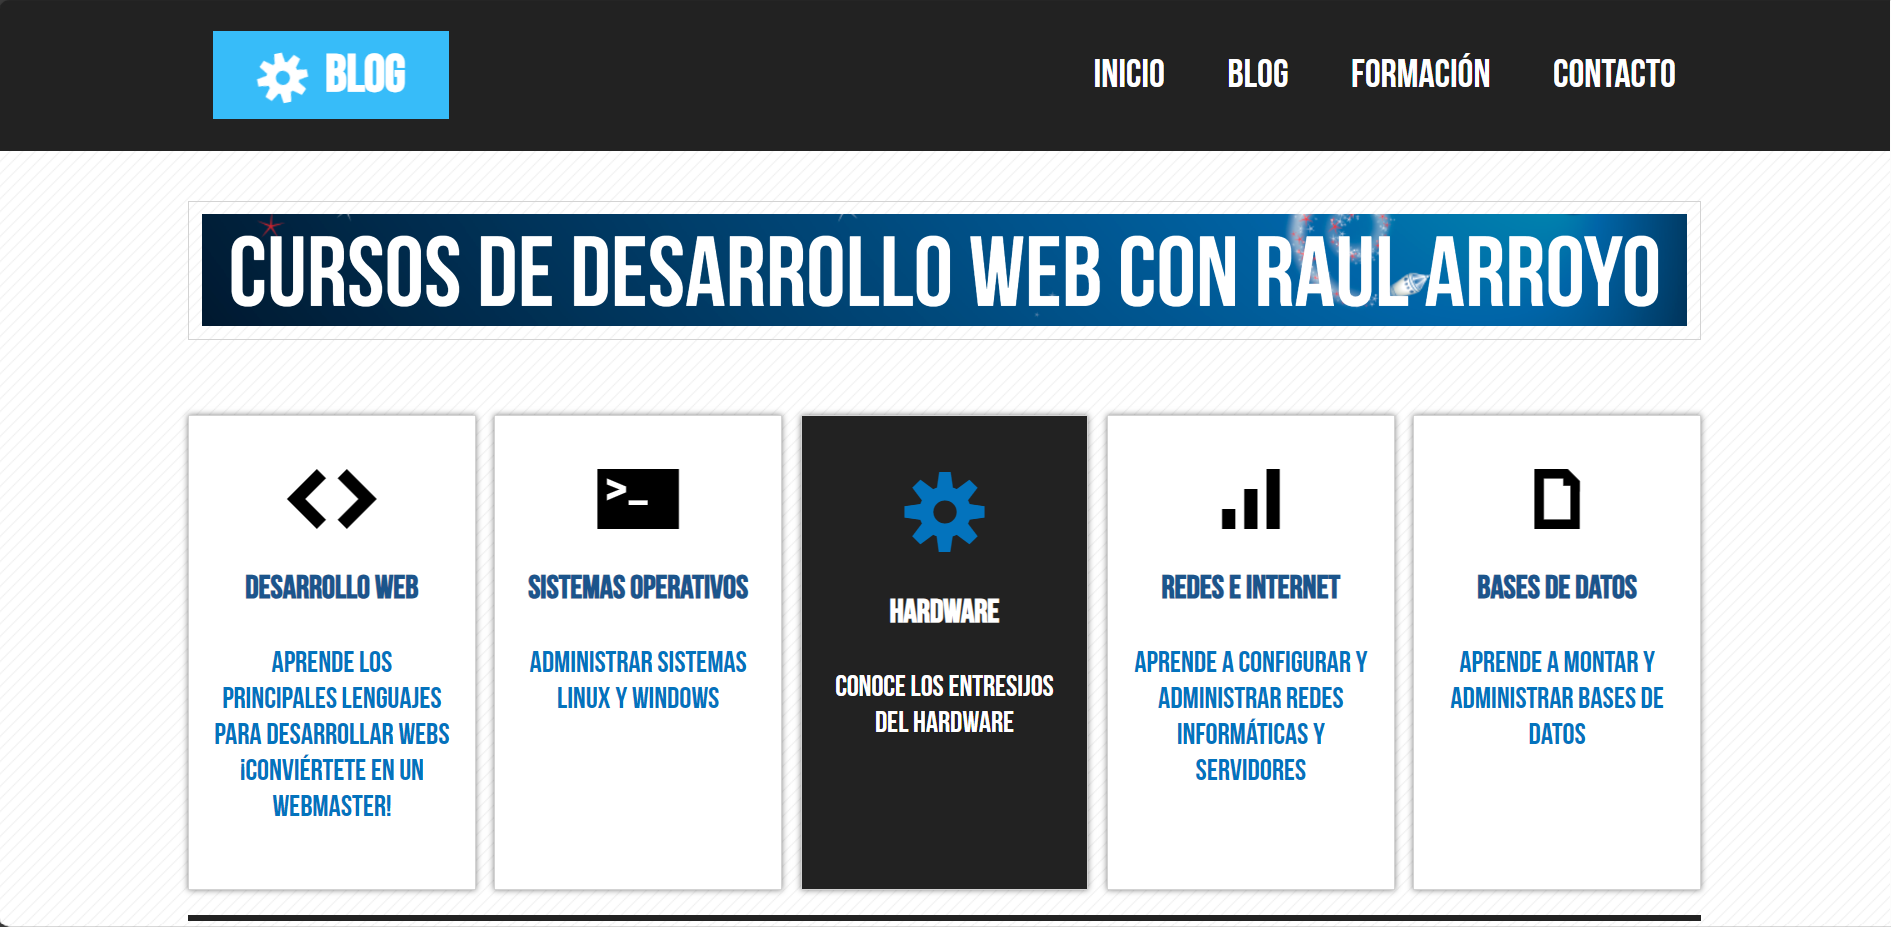 BLOG
INICIO BLOG FORMACIÓN CONTACTO
CURSOS DE DESARROLLO WEB CON RAUL ARROYO
>_
DESARROLLO WEB
APRENDE LOS
PRINCIPALES LENGUAJES
PARA DESARROLLAR WEBS
¡CONVIÉRTETE EN UN
WEBMASTER!
SISTEMAS OPERATIVOS
ADMINISTRAR SISTEMAS
LINUX Y WINDOWS
HARDWARE
CONOCE LOS ENTRESIJOS
DEL HARDWARE
REDES E INTERNET
APRENDE A CONFIGURAR Y
ADMINISTRAR REDES
INFORMÁTICAS Y
SERVIDORES
BASES DE DATOS
APRENDE A MONTAR Y
ADMINISTRAR BASES DE
DATOS